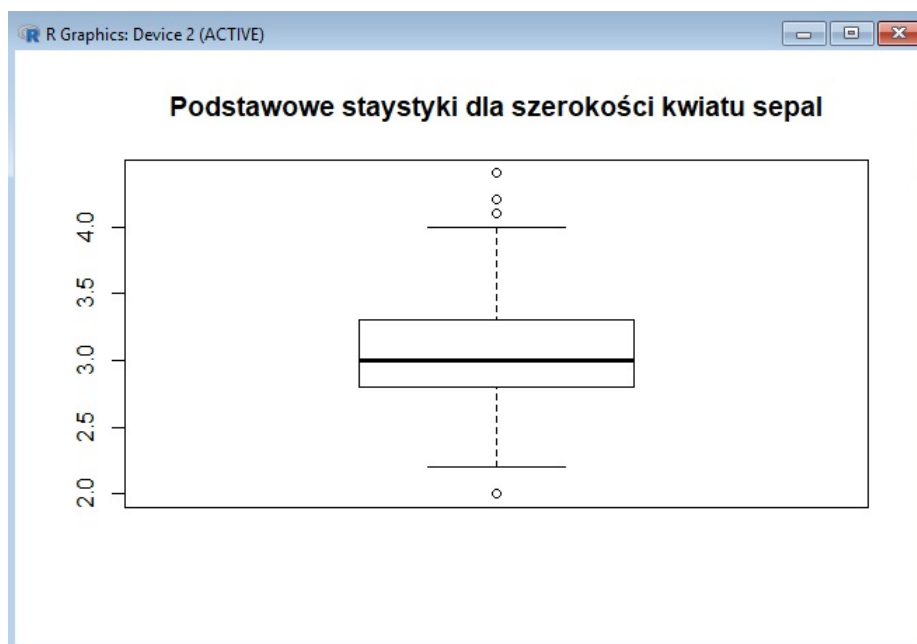 R Graphics: Device 2 (ACTIVE)
Podstawowe staystyki dla szerokości kwiatu sepal
4.0
3.5
3.0
2.5
2.0